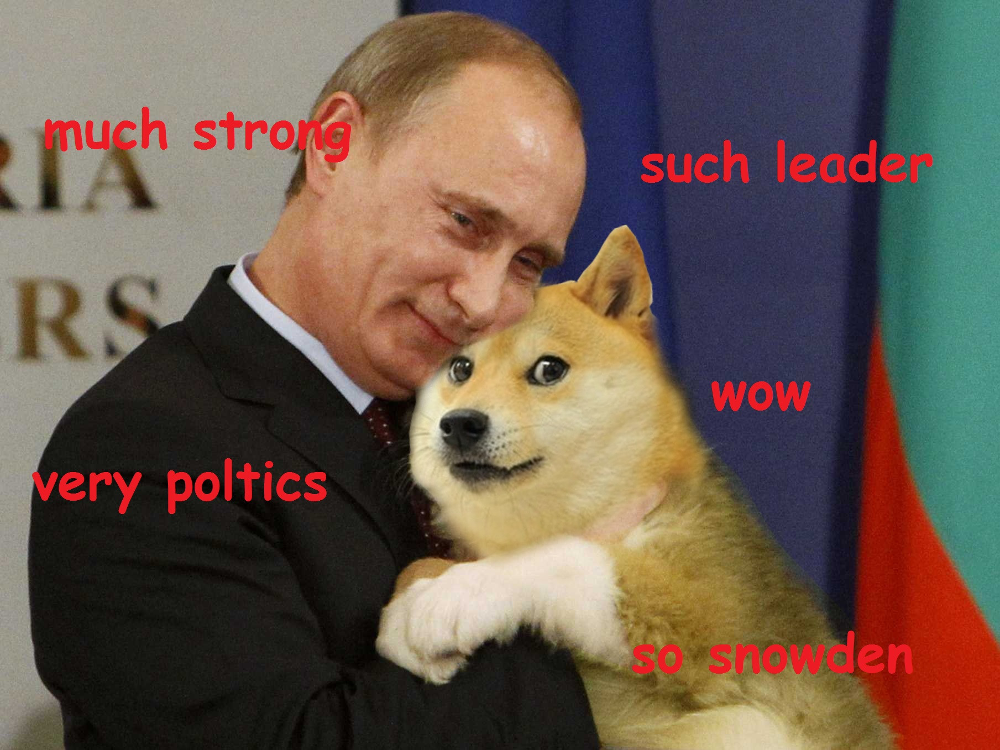 much strong
such leader
RIA
RS
wow
very poltics
so snowden